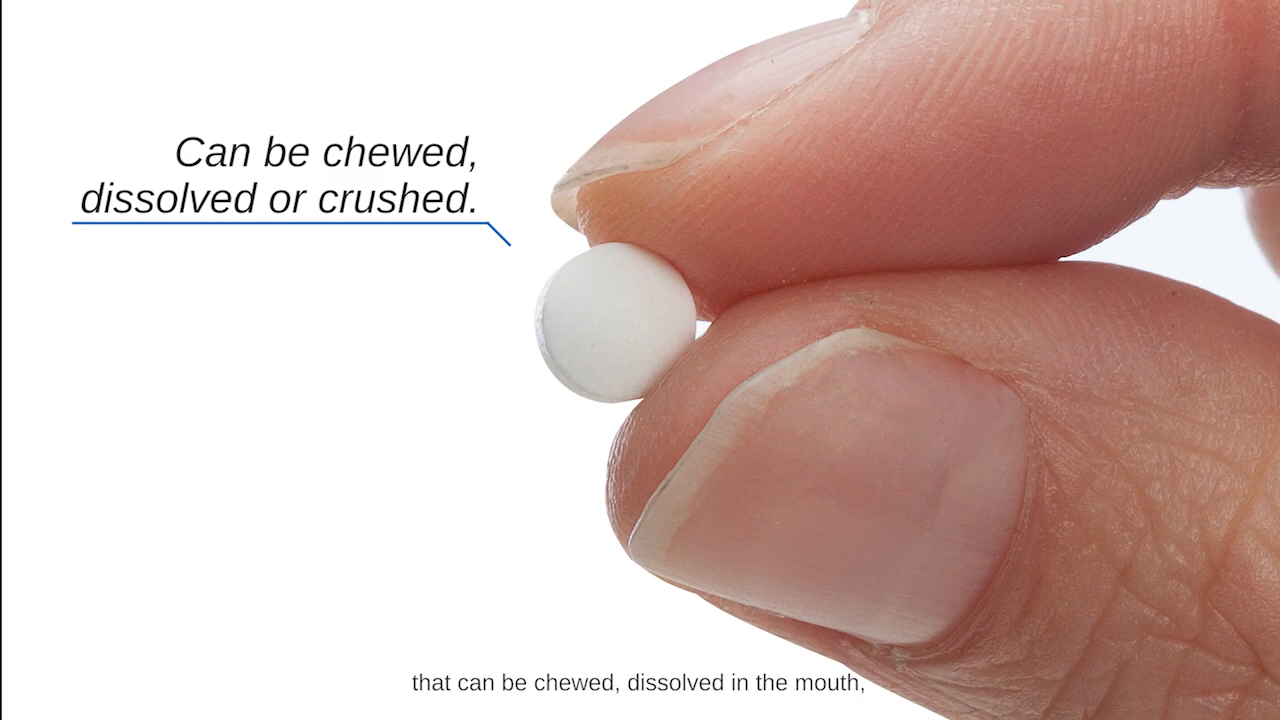 Can be chewed,
dissolved or crushed.
that can be chewed, dissolved in the mouth,